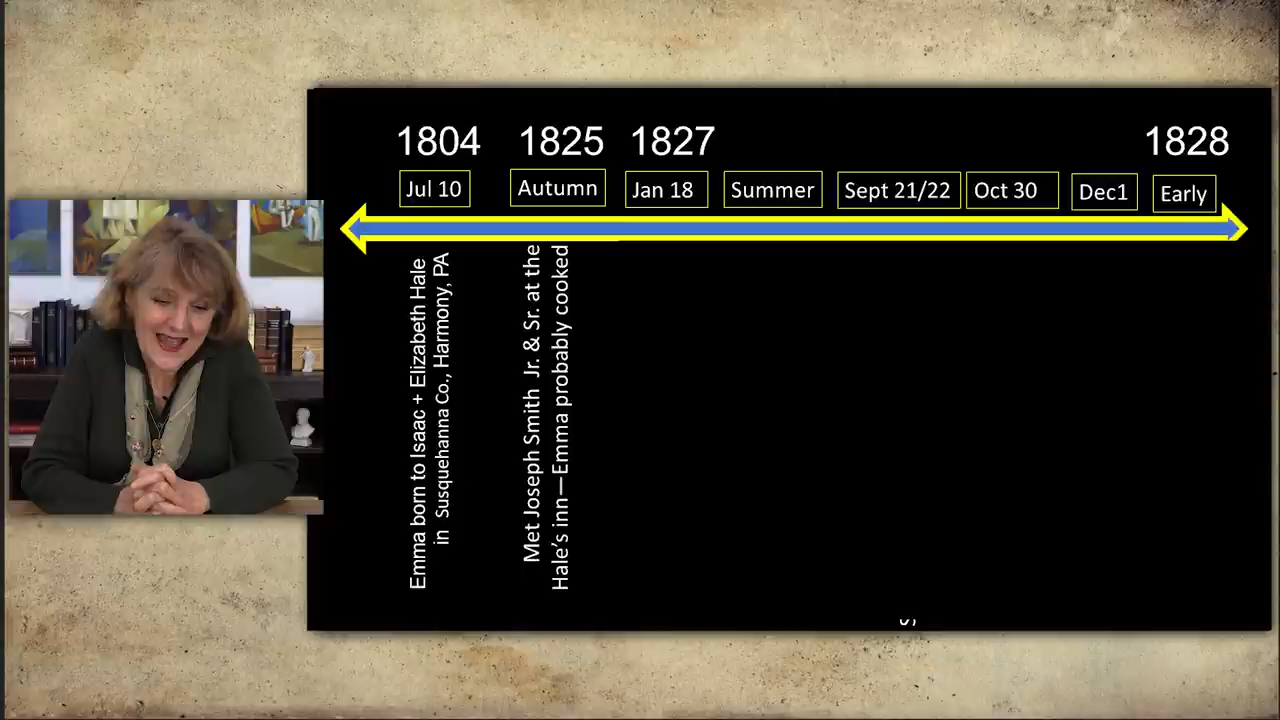 1804 1825 1827 1828
Jul 10 Autumn Jan 18 Summer Sept 21/22 Oct 30 Dec1 Early
Emma born to Isaac + Elizabeth Hale
in Susquehanna Co., Harmony, PA
Met Joseph Smith Jr. & Sr. at the
Hale's inn—Emma probably cooked